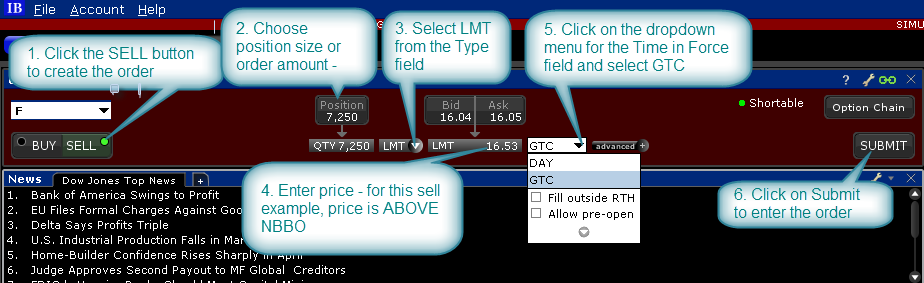 IB File Account Help
SIMU
1. Click the SELL button
to create the order
2. Choose
position size or
order amount -
3. Select LMT
from the Type
field
5. Click on the dropdown
menu for the Time in Force
field and select GTC
?
F
Position
7,250
Bid Ask
16.04 16.05
Shortable
Option Chain
BUY SELL
QTY 7,250 LMT LMT 16.53 GTC advanced +
SUBMIT
DAY
GTC
Fill outside RTH
Allow pre-open
4. Enter price - for this sell
example, price is ABOVE
NBBO
6. Click on Submit
to enter the order
News Dow Jones Top News +
1. Bank of America Swings to Profit
2. EU Files Formal Charges Against
3. Delta Says Profits Triple
4. U.S. Industrial Production Falls in
5. Home-Builder Confidence Rises Sharply in April
6. Judge Approves Second Payout to MF Global Creditors